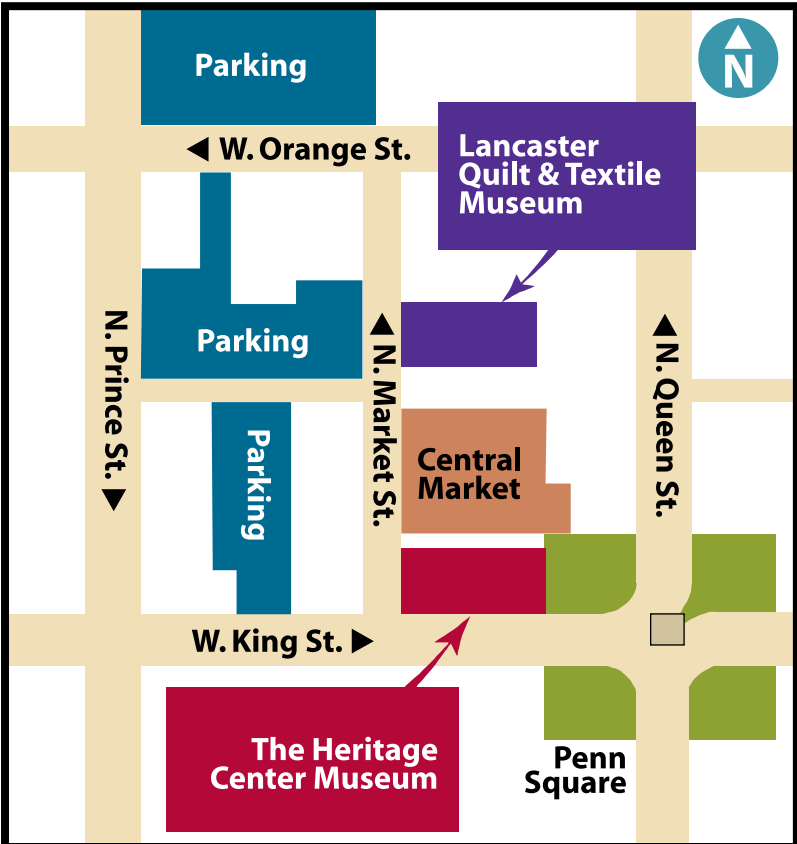 Parking
N
◀ W. Orange St.
Lancaster
Quilt & Textile
Museum
Parking
N. Prince St. ▶
N. Market St. ▶
N. Queen St. ▶
Parking
Central
Market
W. King St. ▶
The Heritage
Center Museum
Penn
Square